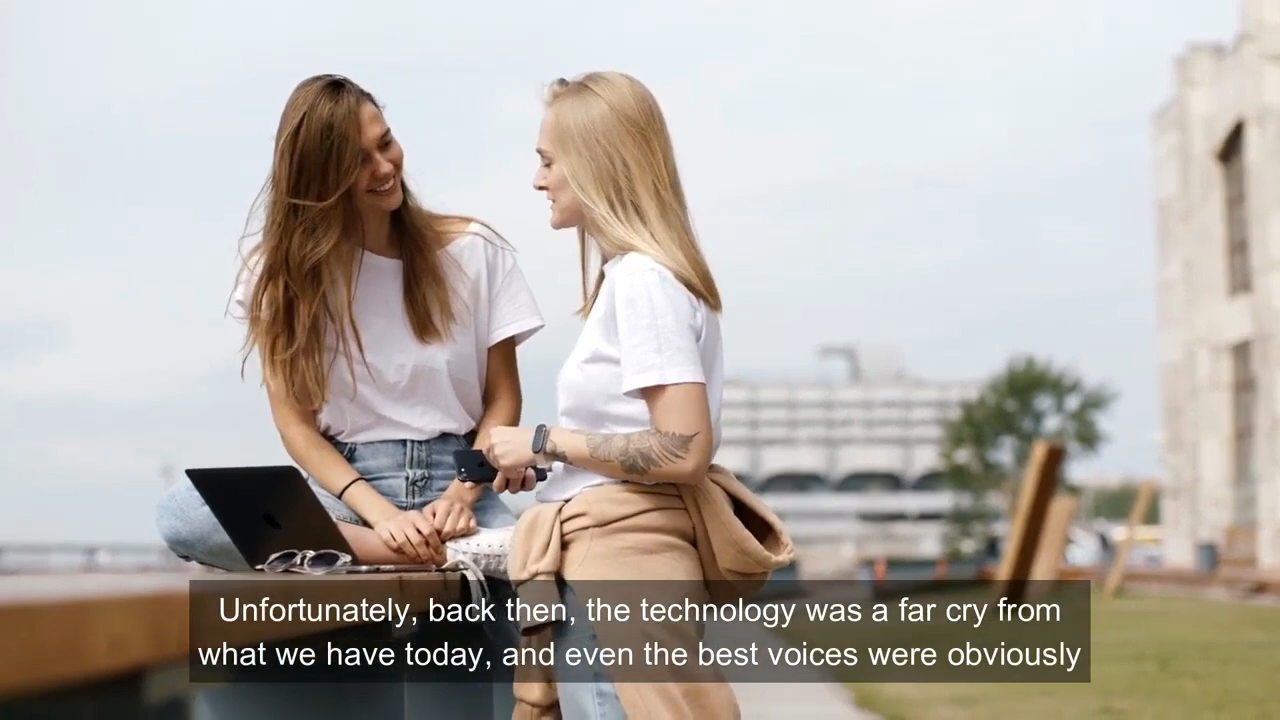 Unfortunately, back then, the technology was a far cry from
what we have today, and even the best voices were obviously